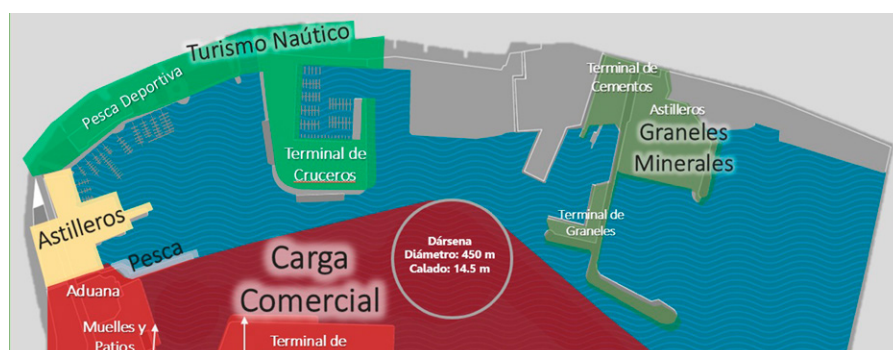 Turismo Naútico
Pesca Deportiva
Terminal de
Cruceros
Terminal de
Cementos
Astilleros
Graneles
Minerales
Terminal de
Graneles
Astilleros
Pesca
Dársena
Diámetro: 450 m
Calado: 14.5 m
Carga
Comercial
Aduana
Muelles y
Patios
Terminal de